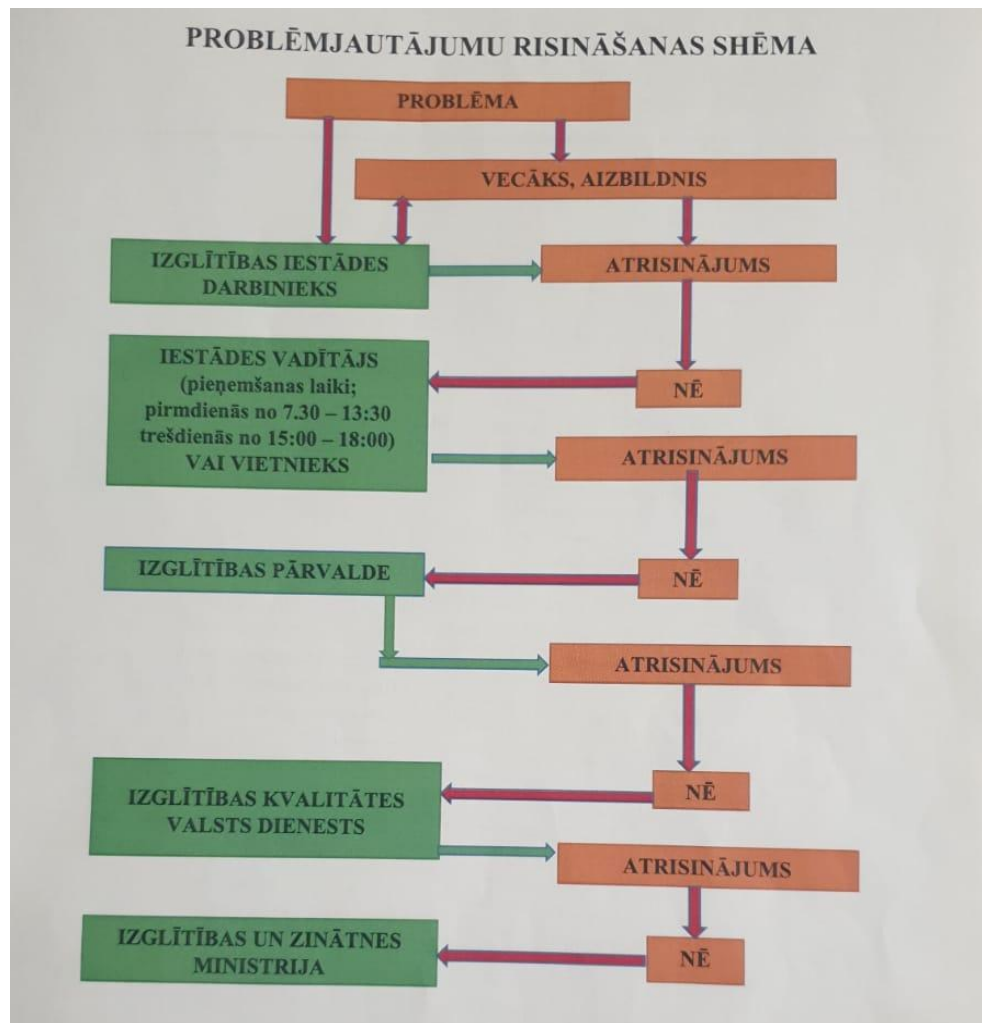 PROBLĒMJAUTĀJUMU RISINĀŠANAS SHĒMA
PROBLĒMA
VECĀKS, AIZBILDNIS
IZGLĪTĪBAS IESTĀDES
DARBINIEKS
ATRISINĀJUMS
IESTĀDES VADĪTĀJS
(pieņemšanas laiki;
pirmdienās no 7.30 – 13:30
trešdienās no 15:00 – 18:00)
VAI VIETNIEKS
NĒ
ATRISINĀJUMS
IZGLĪTĪBAS PĀRVALDE
NĒ
ATRISINĀJUMS
IZGLĪTĪBAS KVALITĀTES
VALSTS DIENESTS
NĒ
ATRISINĀJUMS
IZGLĪTĪBAS UN ZINĀTNES
MINISTRIJA
NĒ